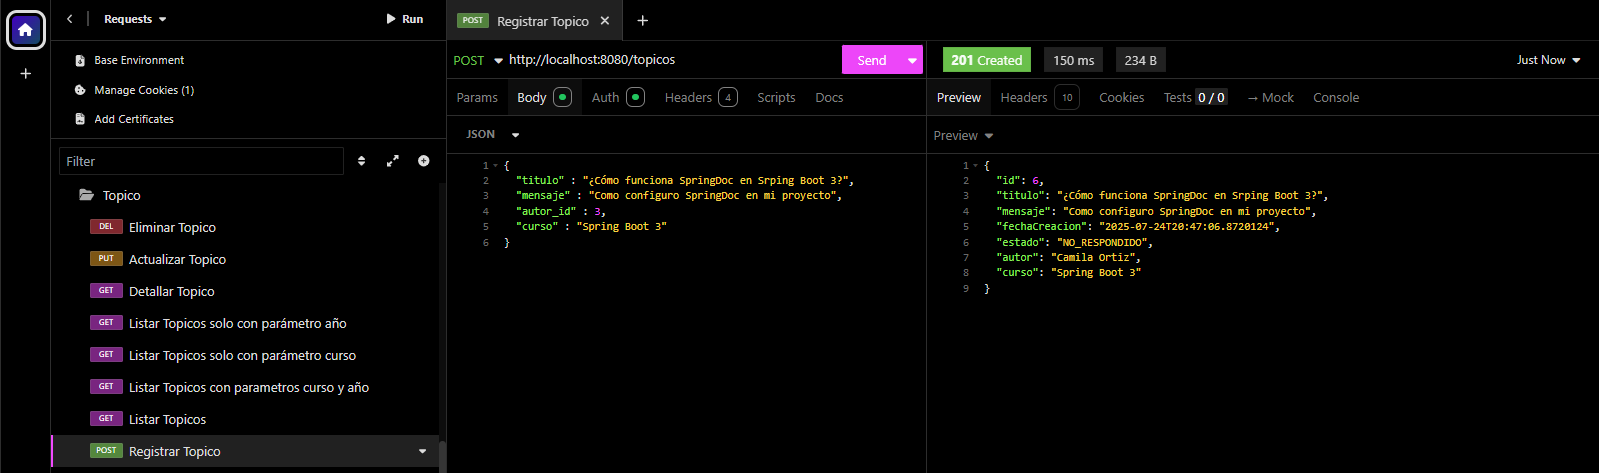 Requests
Run
Base Environment
Manage Cookies (1)
Add Certificates
Filter
Topico
DEL Eliminar Topico
PUT Actualizar Topico
GET Detallar Topico
GET Listar Topicos solo con parámetro año
GET Listar Topicos solo con parámetro curso
GET Listar Topicos con parametros curso y año
GET Listar Topicos
POST Registrar Topico
POST Registrar Topico
POST http://localhost:8080/topicos Send
Params Body Auth Headers 4 Scripts Docs
JSON
1 {
2 "titulo" : "¿Cómo funciona SpringDoc en Srping Boot 3?",
3 "mensaje" : "Como configuro SpringDoc en mi proyecto",
4 "autor_id" : 3,
5 "curso" : "Spring Boot 3"
6 }
201 Created 150 ms 234 B Just Now
Preview Headers 10 Cookies Tests 0 / 0 → Mock Console
Preview
1 {
2 "id": 6,
3 "titulo": "¿Cómo funciona SpringDoc en Srping Boot 3?",
4 "mensaje": "Como configuro SpringDoc en mi proyecto",
5 "fechaCreacion": "2025-07-24T20:47:06.8720124",
6 "estado": "NO_RESPONDIDO",
7 "autor": "Camila Ortiz",
8 "curso": "Spring Boot 3"
9 }